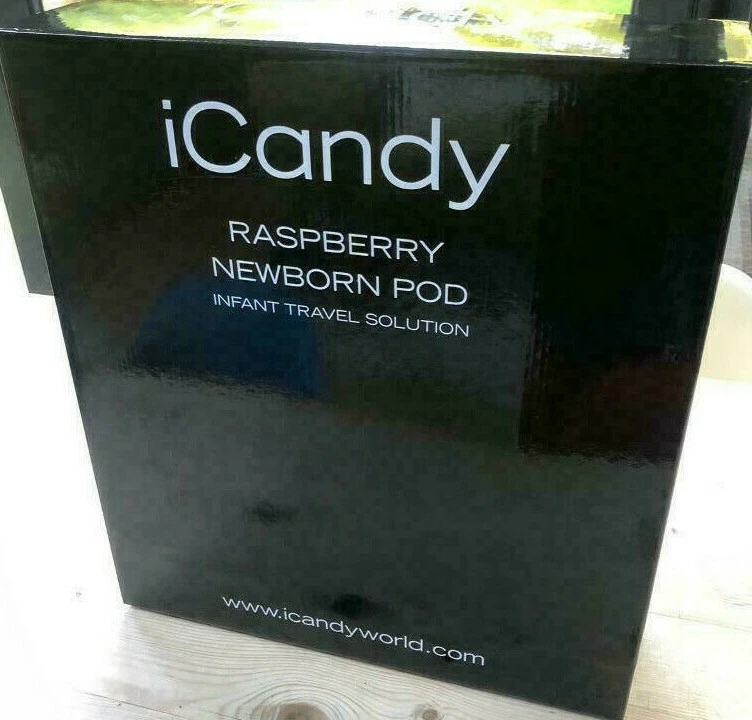 iCandy
RASPBERRY
NEWBORN POD
INFANT TRAVEL SOLUTION
www.icandyworld.com